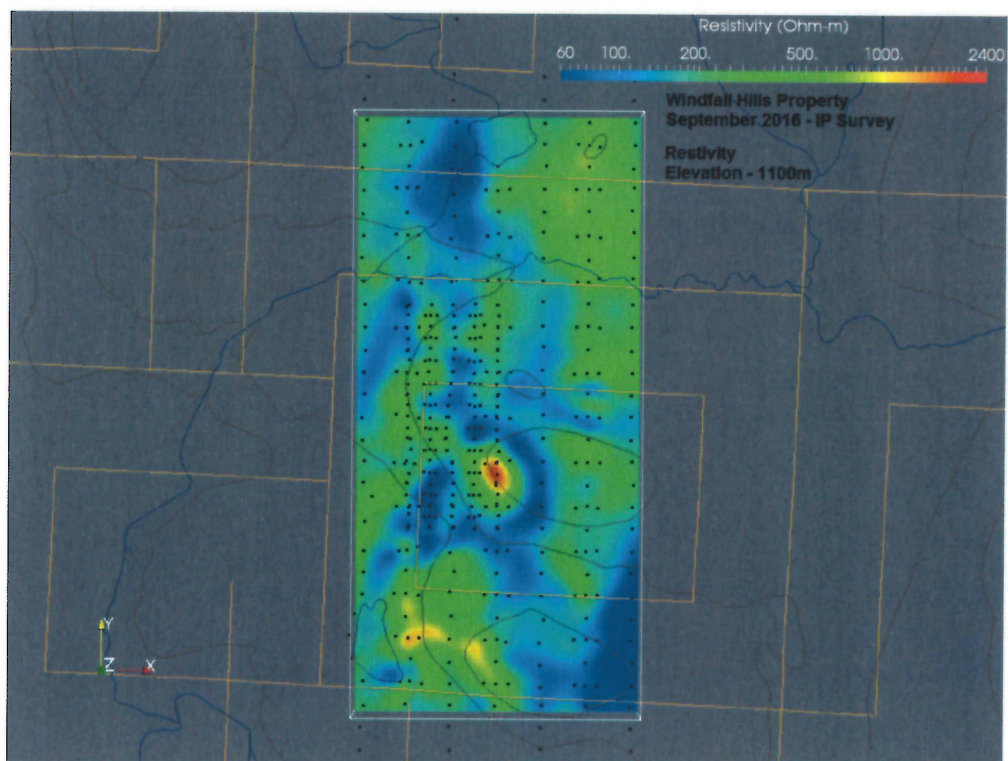 Resistivity (Ohm-m)
60 100. 200. 500. 1000. 2400
Windfall Hills Property
September 2016 - IP Survey
Restivity
Elevation - 1100m
Y
Z X